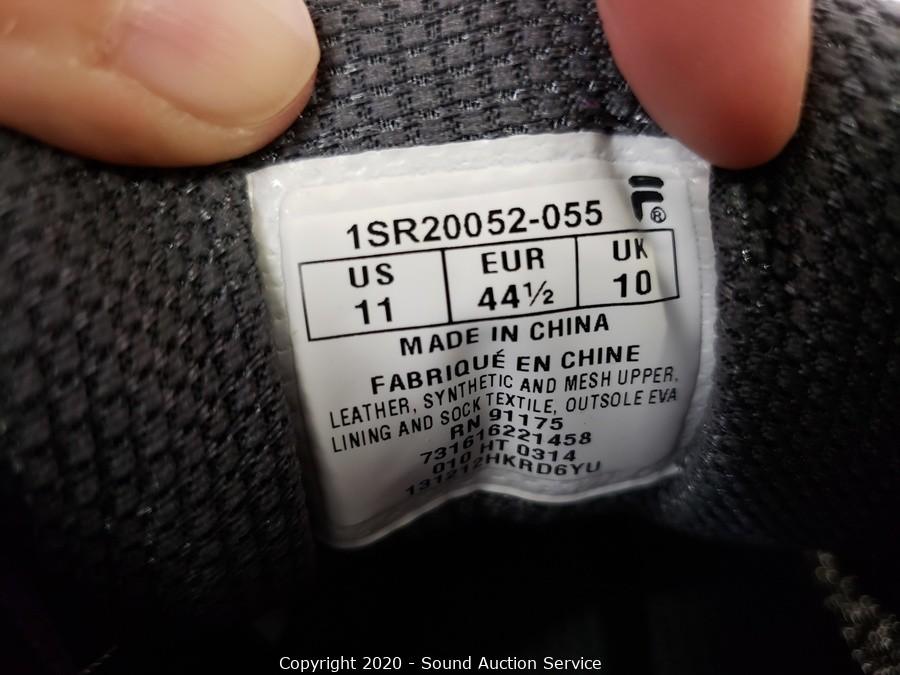 1SR20052-055
F®
US EUR UK
11 44½ 10
MADE IN CHINA
FABRIQUÉ EN CHINE
LEATHER, SYNTHETIC AND MESH UPPER,
LINING AND SOCK TEXTILE, OUTSOLE EVA
RN 91175
731616221458
010 HT 0314
131212HKRD6YU
Copyright 2020 - Sound Auction Service